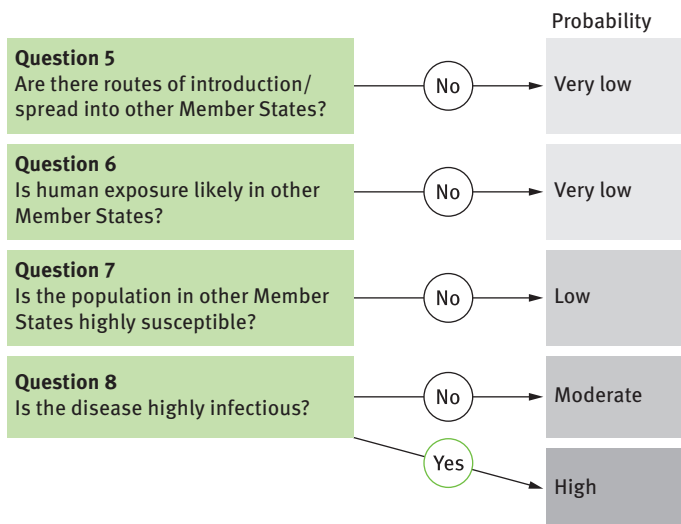 Probability
Question 5
Are there routes of introduction/
spread into other Member States?
No
Very low
Question 6
Is human exposure likely in other
Member States?
No
Very low
Question 7
Is the population in other Member
States highly susceptible?
No
Low
Question 8
Is the disease highly infectious?
No
Moderate
Yes
High